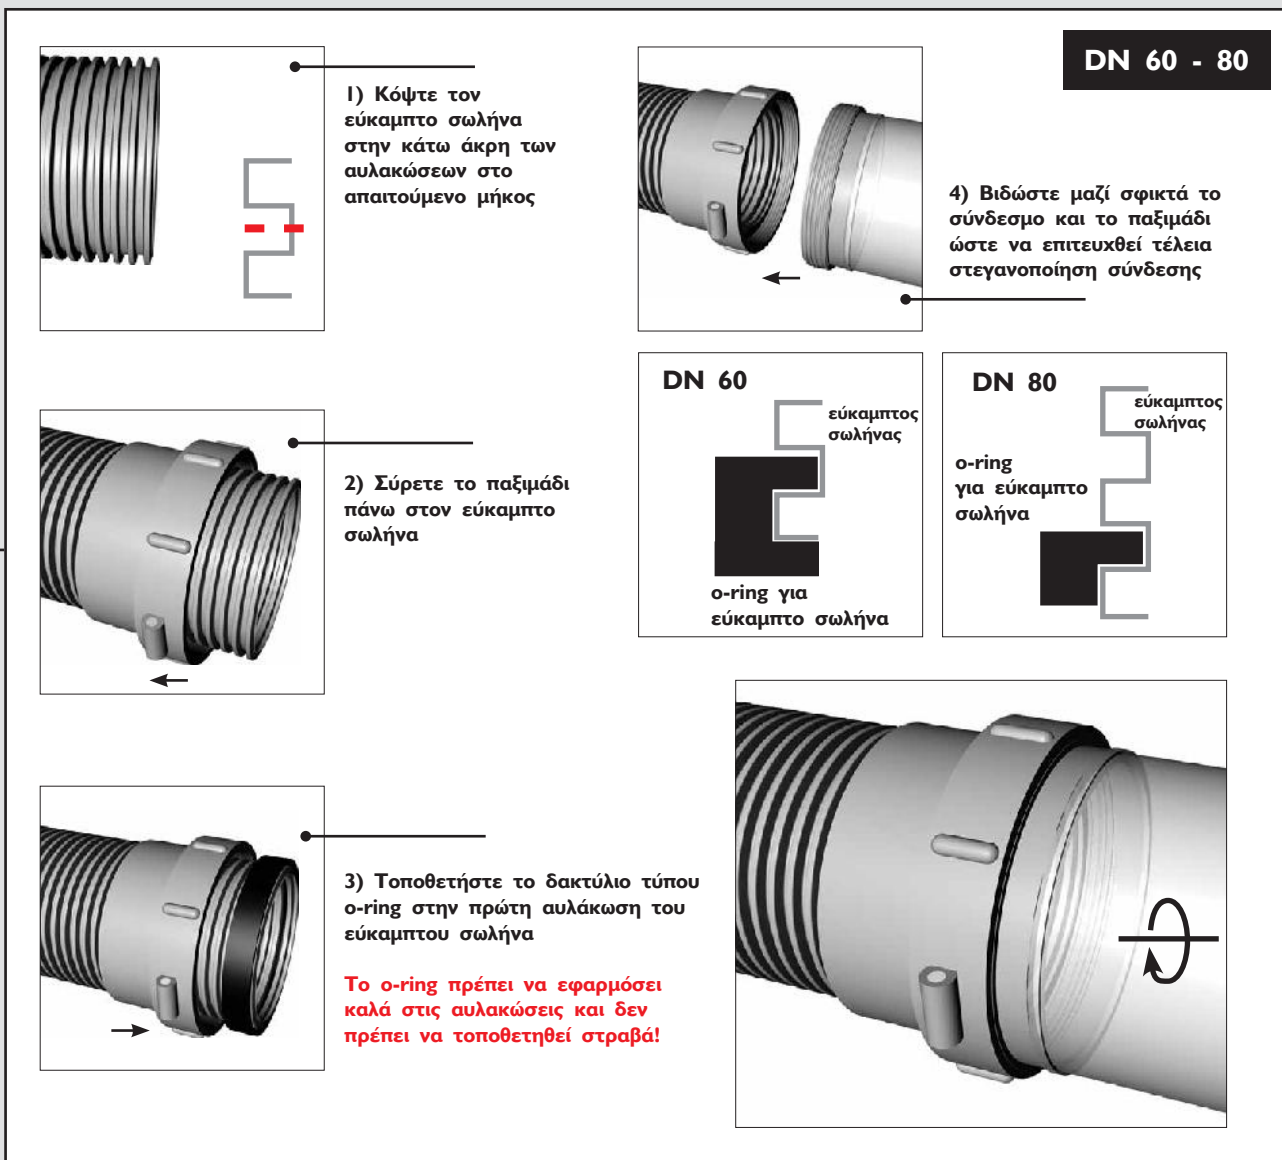 DN 60 - 80
1) Κόψτε τον
εύκαμπτο σωλήνα
στην κάτω άκρη των
αυλακώσεων στο
απαιτούμενο μήκος
2) Σύρετε το παξιμάδι
πάνω στον εύκαμπτο
σωλήνα
3) Τοποθετήστε το δακτύλιο τύπου
o-ring στην πρώτη αυλάκωση του
εύκαμπτου σωλήνα
Το o-ring πρέπει να εφαρμόσει
καλά στις αυλακώσεις και δεν
πρέπει να τοποθετηθεί στραβά!
4) Βιδώστε μαζί σφικτά το
σύνδεσμο και το παξιμάδι
ώστε να επιτευχθεί τέλεια
στεγανοποίηση σύνδεσης
DN 60
εύκαμπτος
σωλήνας
o-ring για
εύκαμπτο σωλήνα
DN 80
εύκαμπτος
σωλήνας
o-ring
για εύκαμπτο
σωλήνα